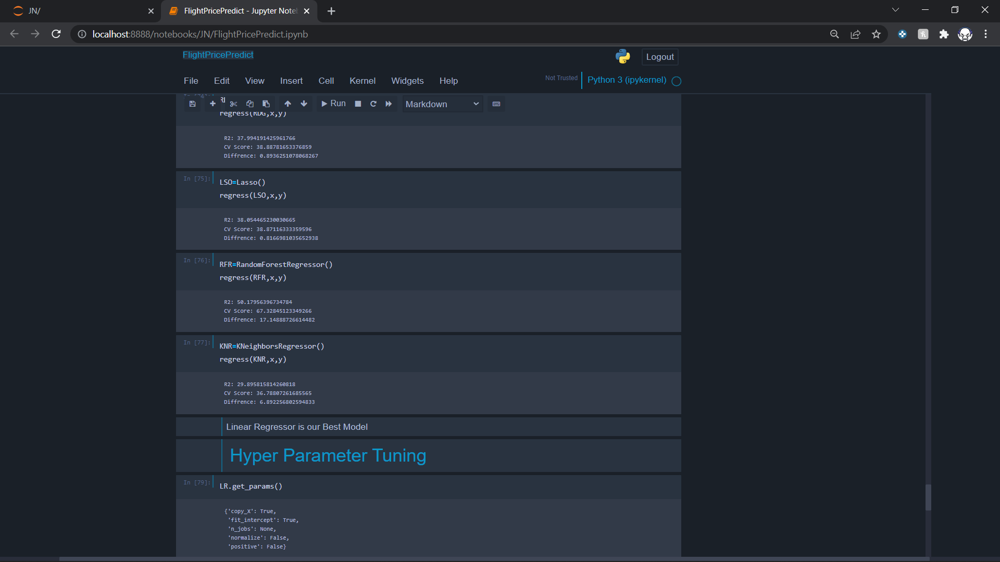 JN/
FlightPricePredict - Jupyter Note
localhost:8888/notebooks/JN/FlightPricePredict.ipynb
FlightPricePredict
Logout
File Edit View Insert Cell Kernel Widgets Help
Not Trusted
Python 3 (ipykernel)
Run
Markdown
regress(RDG,x,y)
R2: 37.994191425961766
CV Score: 38.88781653376859
Diffrence: 0.8936251078068267
In [75]:
LSO=Lasso()
regress(LSO,x,y)
R2: 38.054465230030665
CV Score: 38.87116333359596
Diffrence: 0.8166981035652938
In [76]:
RFR=RandomForestRegressor()
regress(RFR,x,y)
R2: 50.17956396734784
CV Score: 67.32845123349266
Diffrence: 17.14888726614482
In [77]:
KNR=KNeighborsRegressor()
regress(KNR,x,y)
R2: 29.895815814260818
CV Score: 36.78807261685565
Diffrence: 6.892256802594833
Linear Regressor is our Best Model
Hyper Parameter Tuning
In [79]:
LR.get_params()
{'copy_X': True,
'fit_intercept': True,
'n_jobs': None,
'normalize': False,
'positive': False}